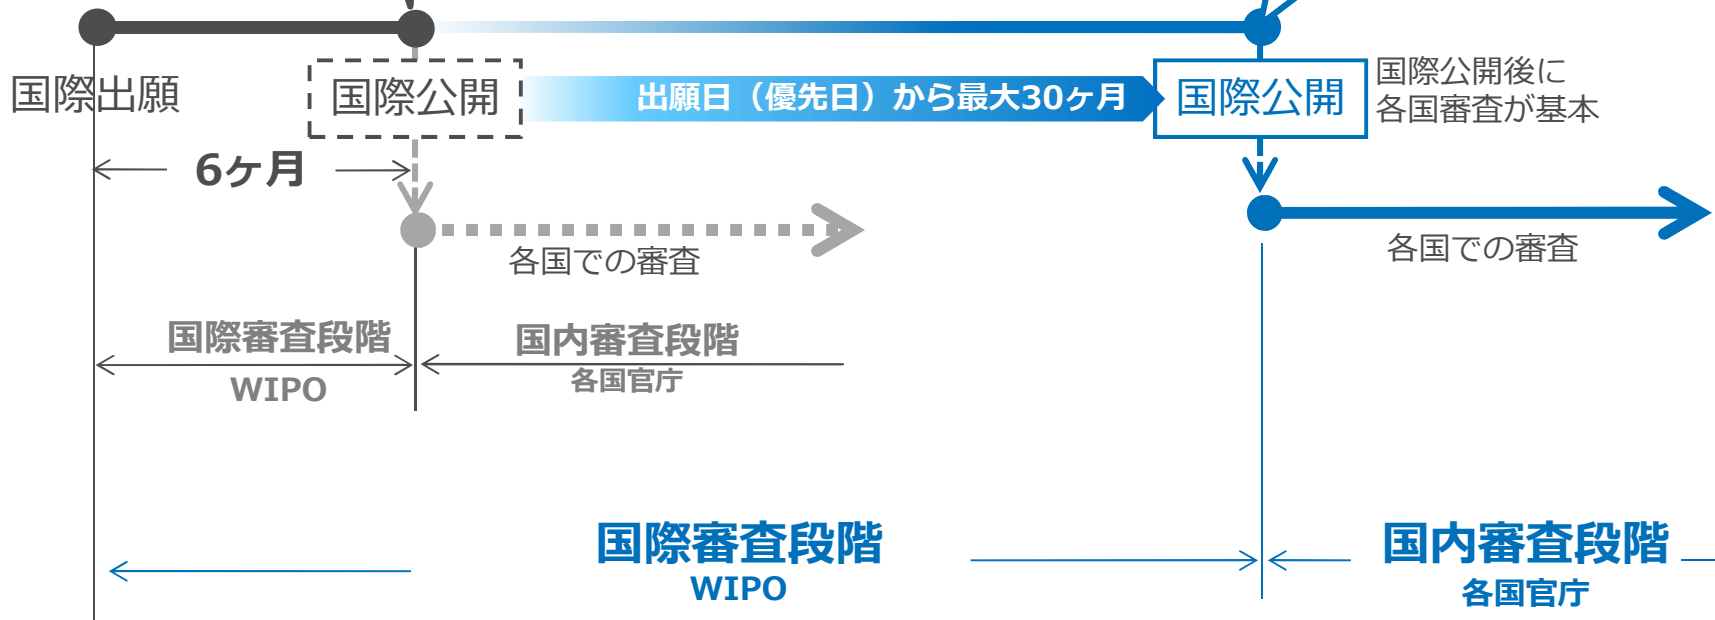 国際出願
国際公開
出願日（優先日）から最大30ヶ月
国際公開
国際公開後に
各国審査が基本
6ヶ月
各国での審査
各国での審査
国際審査段階
WIPO
国内審査段階
各国官庁
国際審査段階
WIPO
国内審査段階
各国官庁